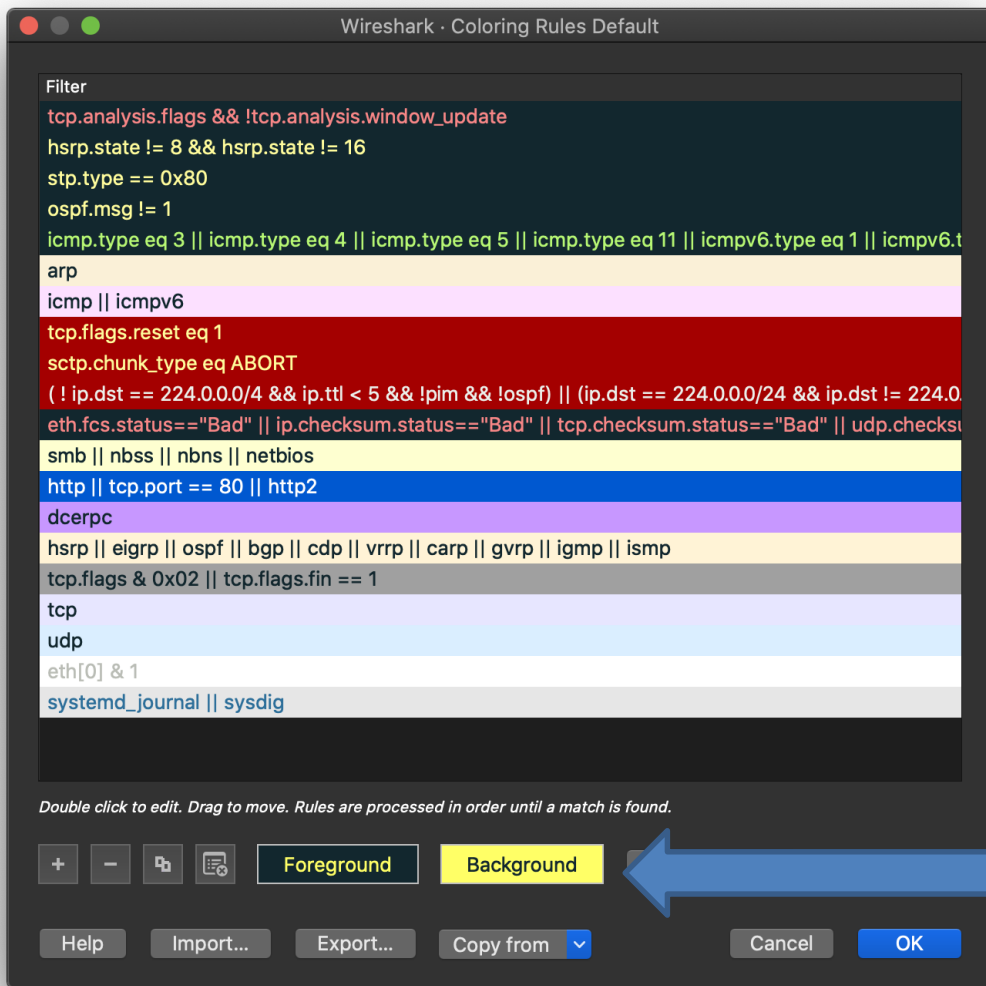 Wireshark · Coloring Rules Default
Filter
tcp.analysis.flags && !tcp.analysis.window_update
hsrp.state != 8 && hsrp.state != 16
stp.type == 0x80
ospf.msg != 1
icmp.type eq 3 || icmp.type eq 4 || icmp.type eq 5 || icmp.type eq 11 || icmpv6.type eq 1 || icmpv6.t
arp
icmp || icmpv6
tcp.flags.reset eq 1
sctp.chunk_type eq ABORT
( ! ip.dst == 224.0.0.0/4 && ip.ttl < 5 && !pim && !ospf) || (ip.dst == 224.0.0.0/24 && ip.dst != 224.0.
eth.fcs.status=="Bad" || ip.checksum.status=="Bad" || tcp.checksum.status=="Bad" || udp.checksu
smb || nbss || nbns || netbios
http || tcp.port == 80 || http2
dcerpc
hsrp || eigrp || ospf || bgp || cdp || vrrp || carp || gvrp || igmp || ismp
tcp.flags & 0x02 || tcp.flags.fin == 1
tcp
udp
eth[0] & 1
systemd_journal || sysdig
Double click to edit. Drag to move. Rules are processed in order until a match is found.
Foreground Background
Help Import... Export... Copy from Cancel OK